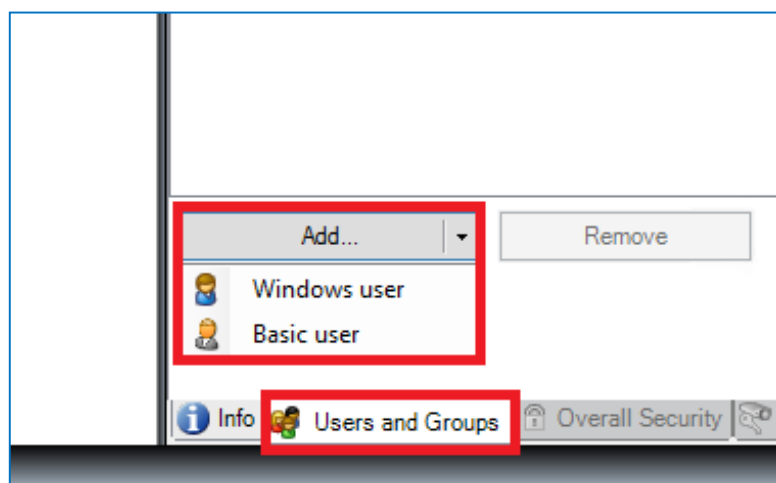 Add...
Remove
Windows user
Basic user
Info
Users and Groups
Overall Security